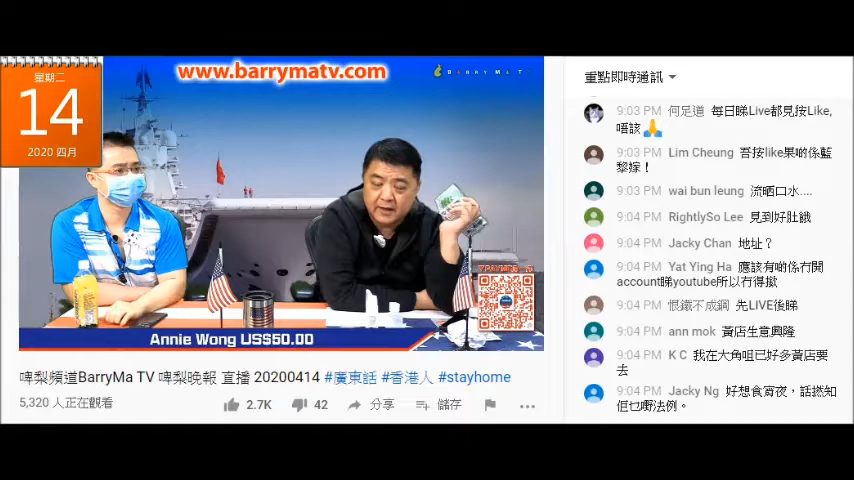 星期二
14
2020 四月
www.barrymatv.com
BARRY MA T
Annie Wong US$50.00
啤梨頻道BarryMa TV 啤梨晚報 直播 20200414 #廣東話 #香港人 #stayhome
5,320 人正在觀看
2.7K
42
分享
儲存
重點即時通訊
9:03 PM 何足道 每日睇Live都見按Like,
唔該
9:03 PM Lim Cheung 吾按like果啲係藍
黎嫁！
9:03 PM wai bun leung 流晒口水....
9:04 PM RightlySo Lee 見到好肚餓
9:04 PM Jacky Chan 地址？
9:04 PM Yat Ying Ha 應該有啲係冇開
account睇youtube所以冇得撳
9:04 PM 恨鐵不成鋼 先LIVE後睇
9:04 PM ann mok 黃店生意興隆
9:04 PM K C 我在大角咀已好多黃店要
去
9:04 PM Jacky Ng 好想食宵夜，話撚知
佢乜嘢法例。